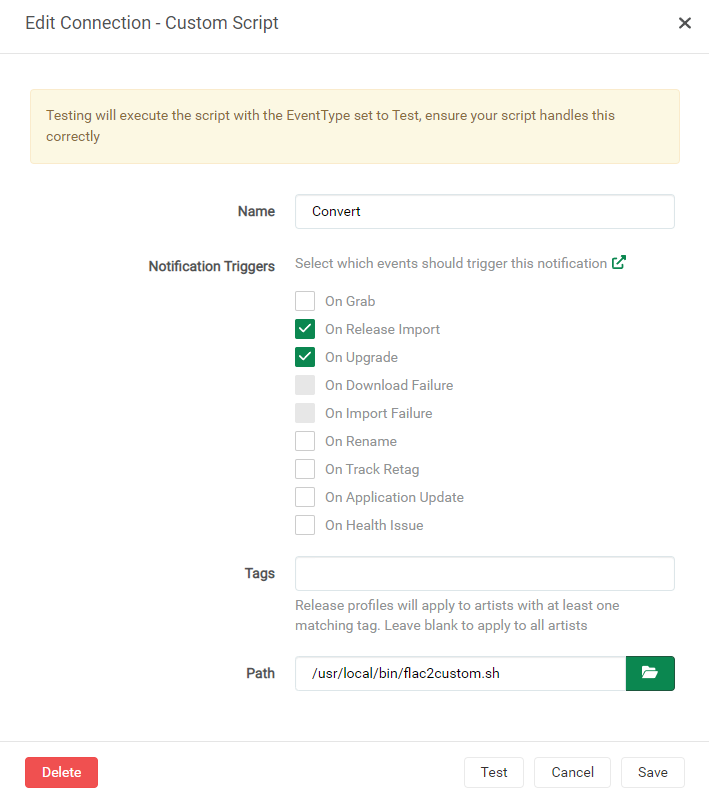 Edit Connection - Custom Script
Testing will execute the script with the EventType set to Test, ensure your script handles this
correctly
Name
Convert
Notification Triggers
Select which events should trigger this notification
On Grab
On Release Import
On Upgrade
On Download Failure
On Import Failure
On Rename
On Track Retag
On Application Update
On Health Issue
Tags
Release profiles will apply to artists with at least one
matching tag. Leave blank to apply to all artists
Path
/usr/local/bin/flac2custom.sh
Delete
Test
Cancel
Save